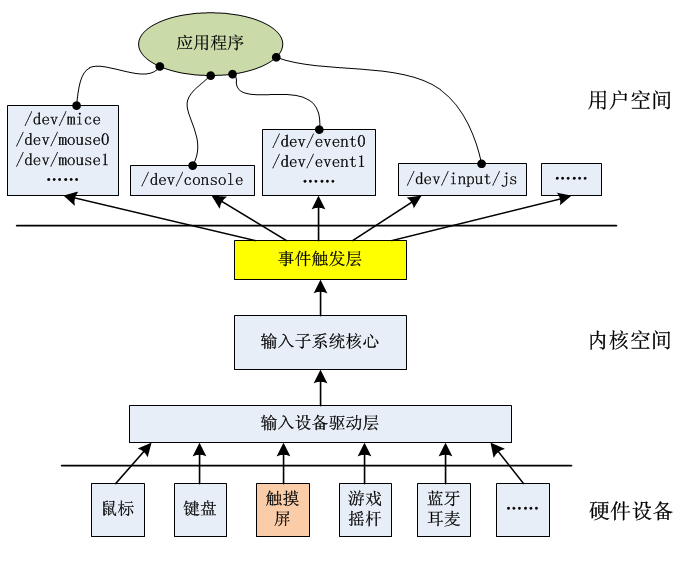 应用程序
用户空间
/dev/mice
/dev/mouse0
/dev/mouse1
……
/dev/console
/dev/event0
/dev/event1
……
/dev/input/js
……
事件触发层
输入子系统核心
内核空间
输入设备驱动层
鼠标
键盘
触摸
屏
游戏
摇杆
蓝牙
耳麦
……
硬件设备